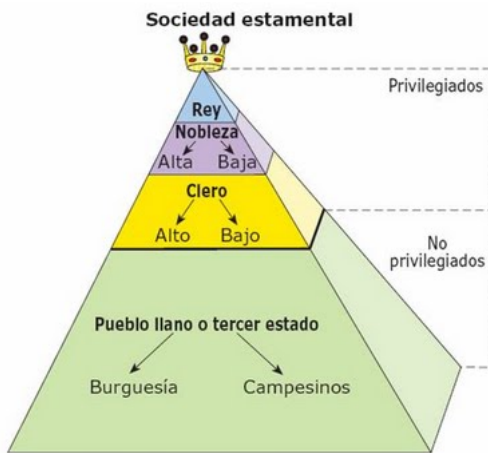 Sociedad estamental
Privilegiados
Rey
Nobleza
Alta Baja
Clero
Alto Bajo
No
privilegiados
Pueblo llano o tercer estado
Burguesía Campesinos